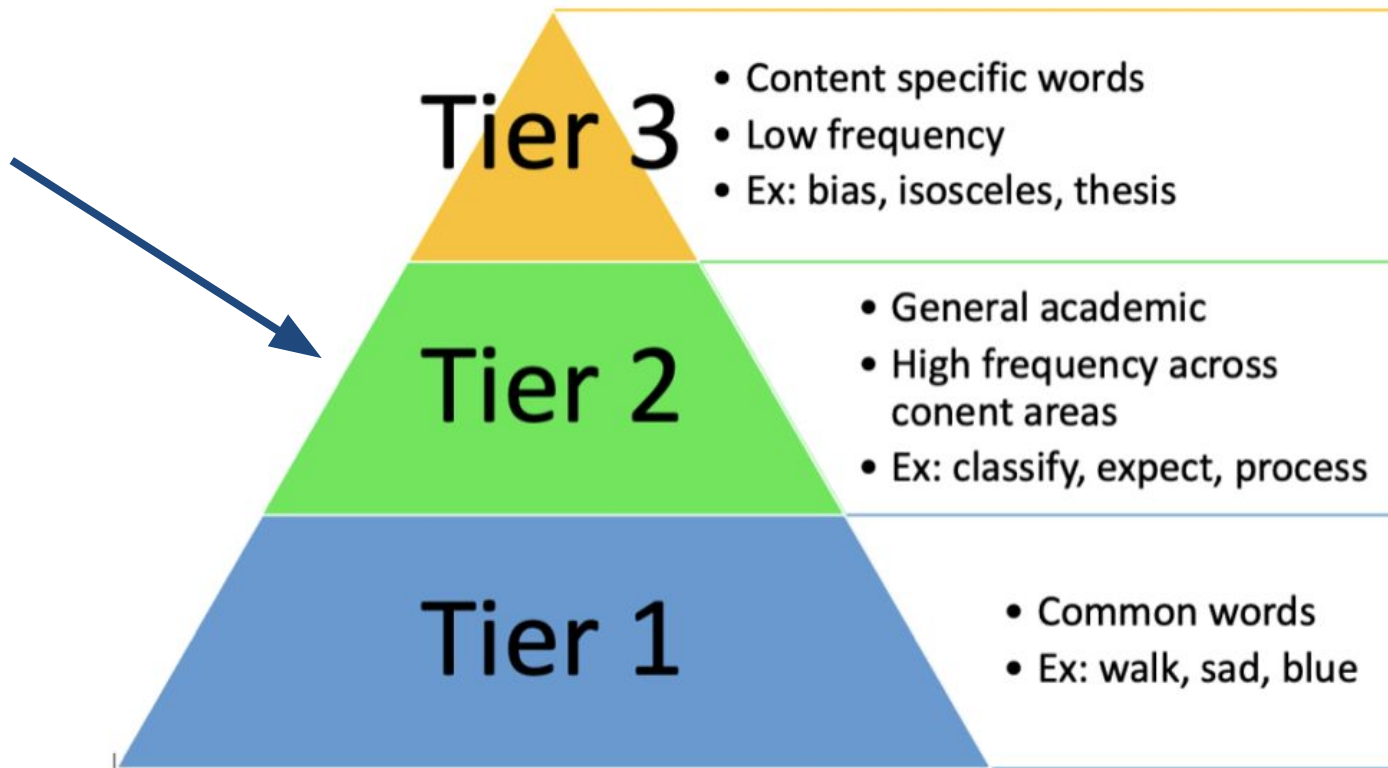 Tier 3
• Content specific words
• Low frequency
• Ex: bias, isosceles, thesis
Tier 2
• General academic
• High frequency across
conent areas
• Ex: classify, expect, process
Tier 1
• Common words
• Ex: walk, sad, blue